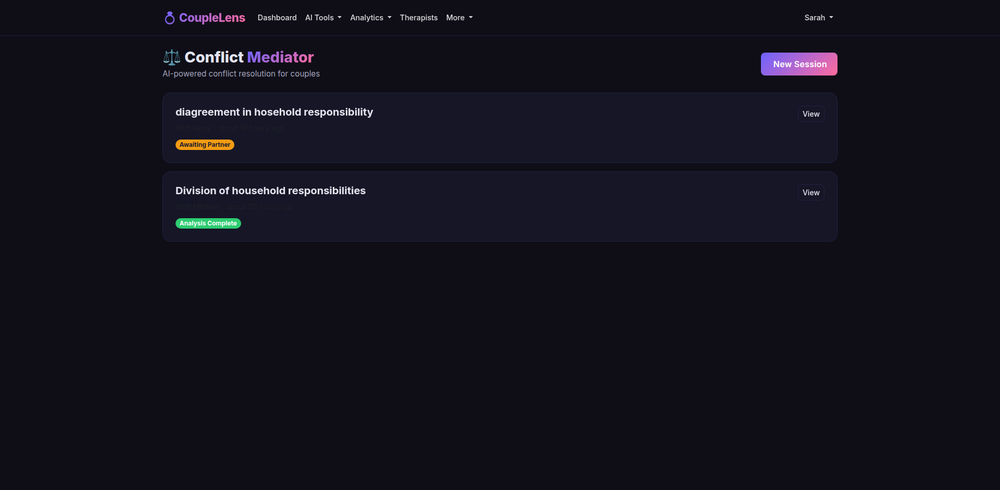 CoupleLens Dashboard AI Tools Analytics Therapists More Sarah
Conflict Mediator
AI-powered conflict resolution for couples
New Session
diagreement in hosehold responsibility
View
With kesar · about 19 hours ago
Awaiting Partner
Division of household responsibilities
View
With Michael · about 20 hours ago
Analysis Complete